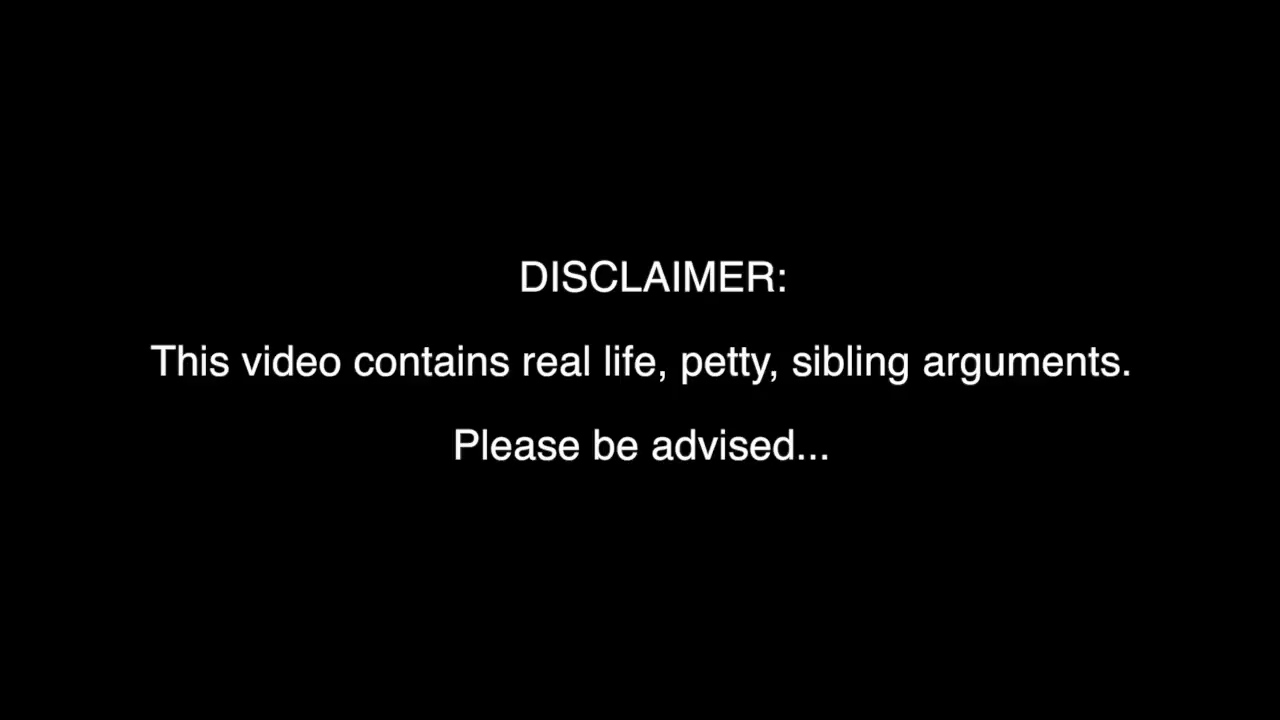 DISCLAIMER:
This video contains real life, petty, sibling arguments.
Please be advised...